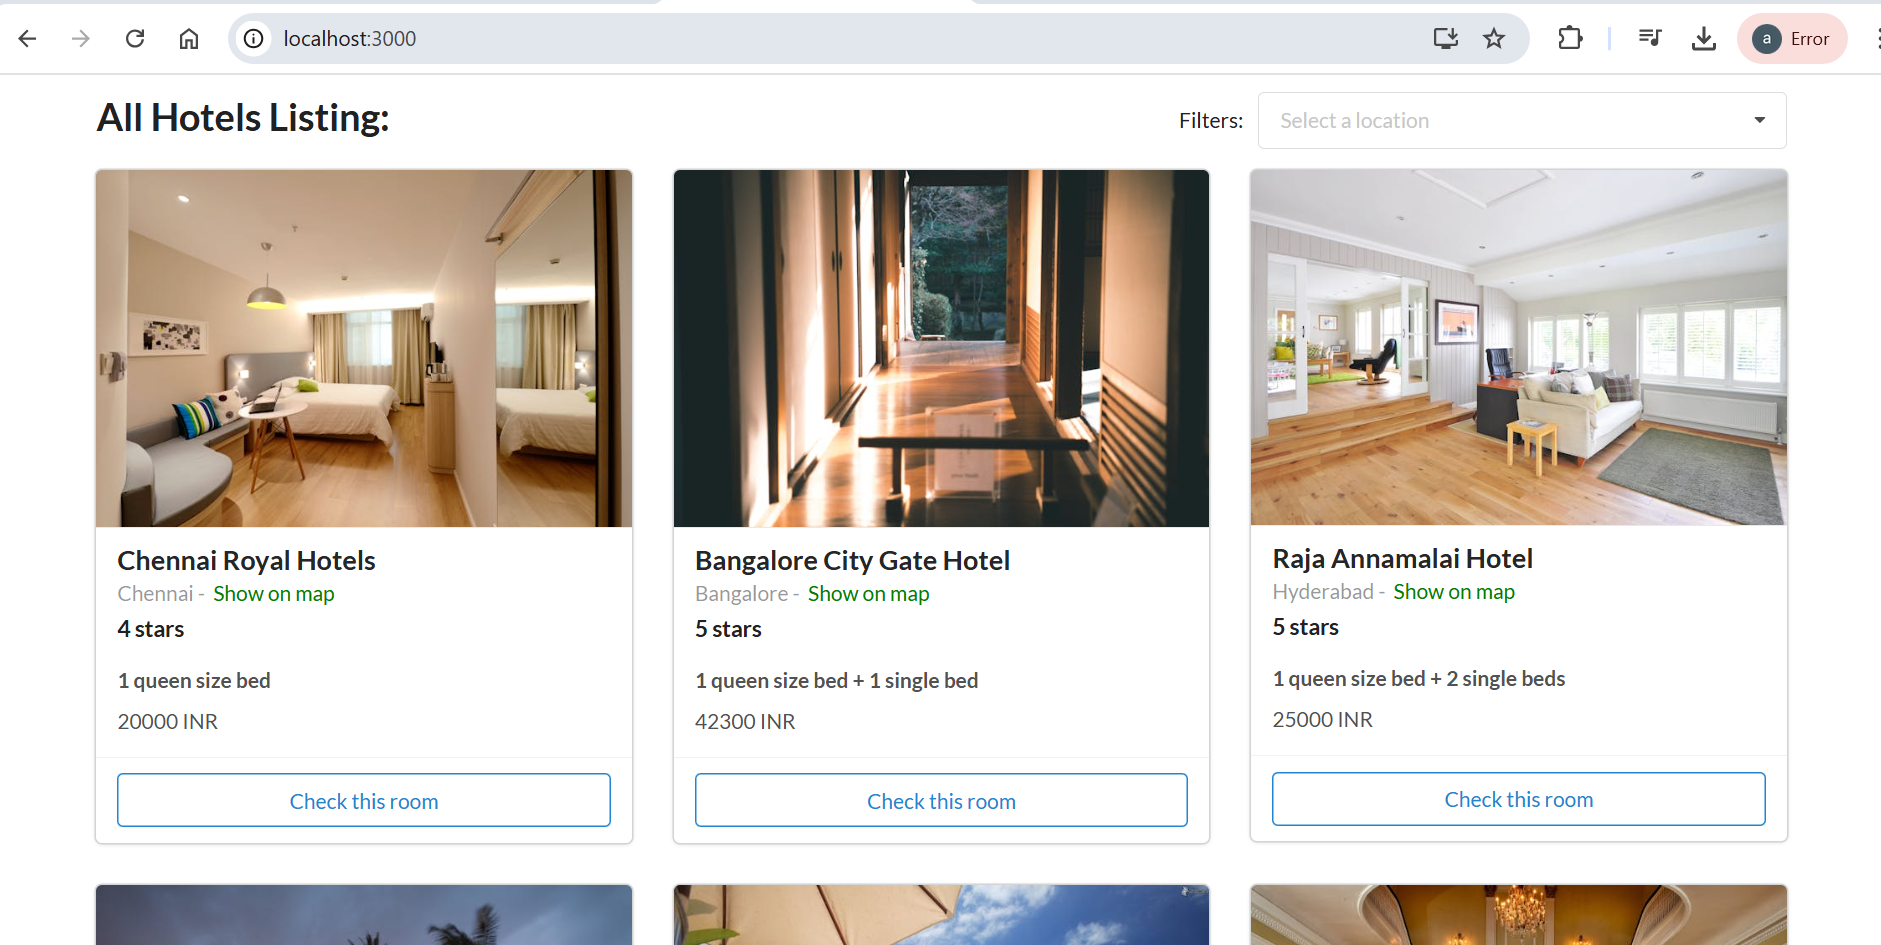 localhost:3000
a Error
All Hotels Listing:
Filters: Select a location
Chennai Royal Hotels
Chennai - Show on map
4 stars
1 queen size bed
20000 INR
Check this room
Bangalore City Gate Hotel
Bangalore - Show on map
5 stars
1 queen size bed + 1 single bed
42300 INR
Check this room
Raja Annamalai Hotel
Hyderabad - Show on map
5 stars
1 queen size bed + 2 single beds
25000 INR
Check this room